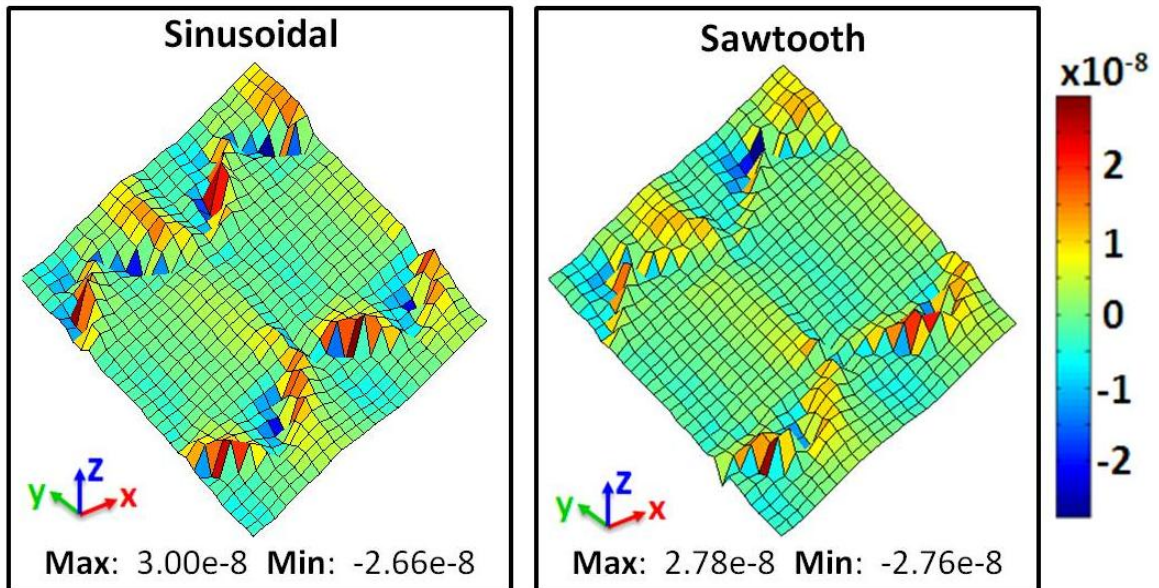 Sinusoidal
z
y
x
Max: 3.00e-8 Min: -2.66e-8
Sawtooth
z
y
x
Max: 2.78e-8 Min: -2.76e-8
x10-8
2
1
0
-1
-2